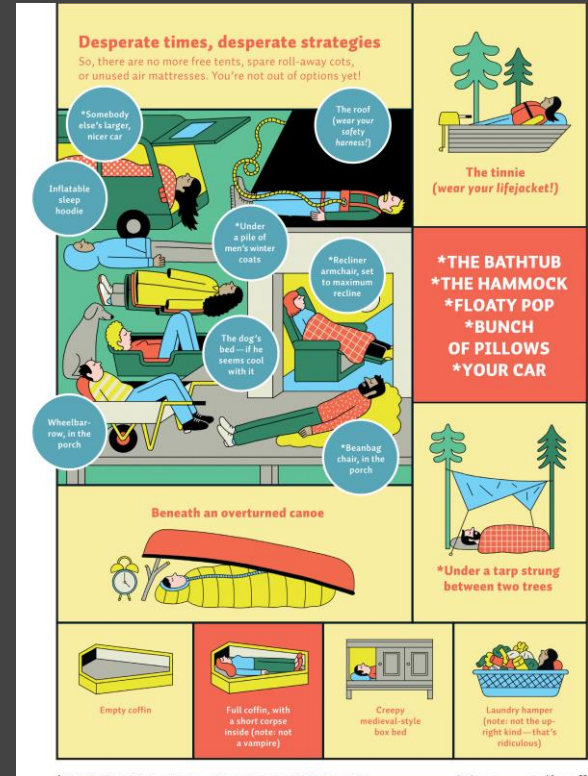 Desperate times, desperate strategies
So, there are no more free tents, spare roll-away cots,
or unused air mattresses. You're not out of options yet!
*Somebody
else's larger,
nicer car
The roof
(wear your
safety
harness!)
Inflatable
sleep
hoodie
*Under
a pile of
men's winter
coats
*Recliner
armchair, set
to maximum
recline
The dog's
bed—if he
seems cool
with it
Wheelbar-
row, in the
porch
*Beanbag
chair, in the
porch
The tinnie
(wear your lifejacket!)
*THE BATHTUB
*THE HAMMOCK
*FLOATY POP
*BUNCH
OF PILLOWS
*YOUR CAR
Beneath an overturned canoe
*Under a tarp strung
between two trees
Empty coffin
Full coffin, with
a short corpse
inside (note: not
a vampire)
Creepy
medieval-style
box bed
Laundry hamper
(note: not the up-
right kind—that's
ridiculous)